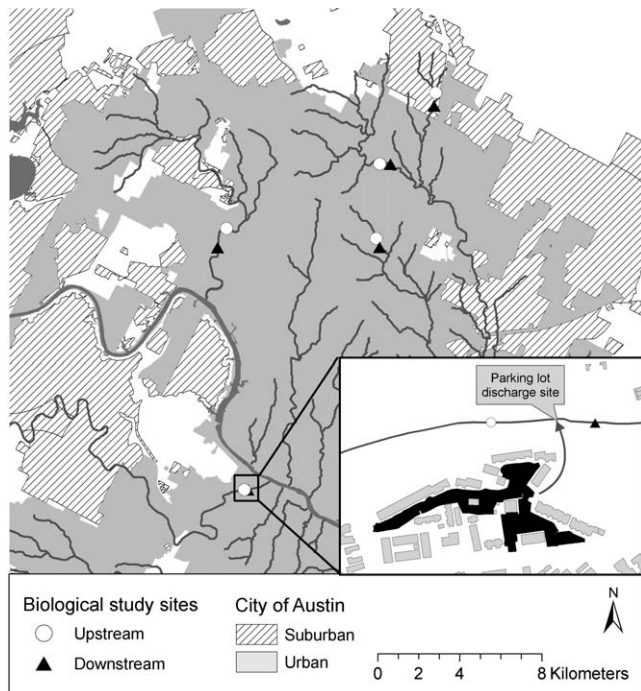 Parking lot
discharge site
Biological study sites
Upstream
Downstream
City of Austin
Suburban
Urban
N
0 2 4 8 Kilometers